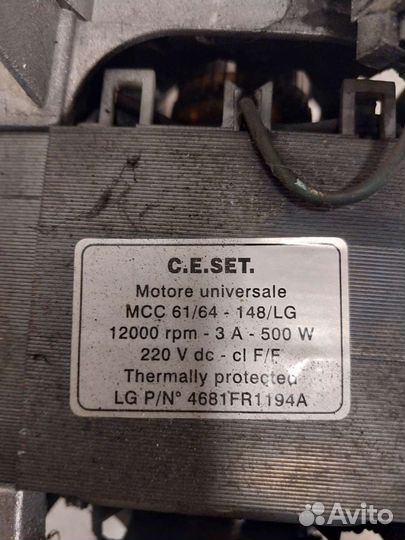 C.E.SET.
Motore universale
MCC 61/64 - 148/LG
12000 rpm - 3 A - 500 W
220 V dc - cl F/F
Thermally protected
LG P/N° 4681FR1194A
Avito